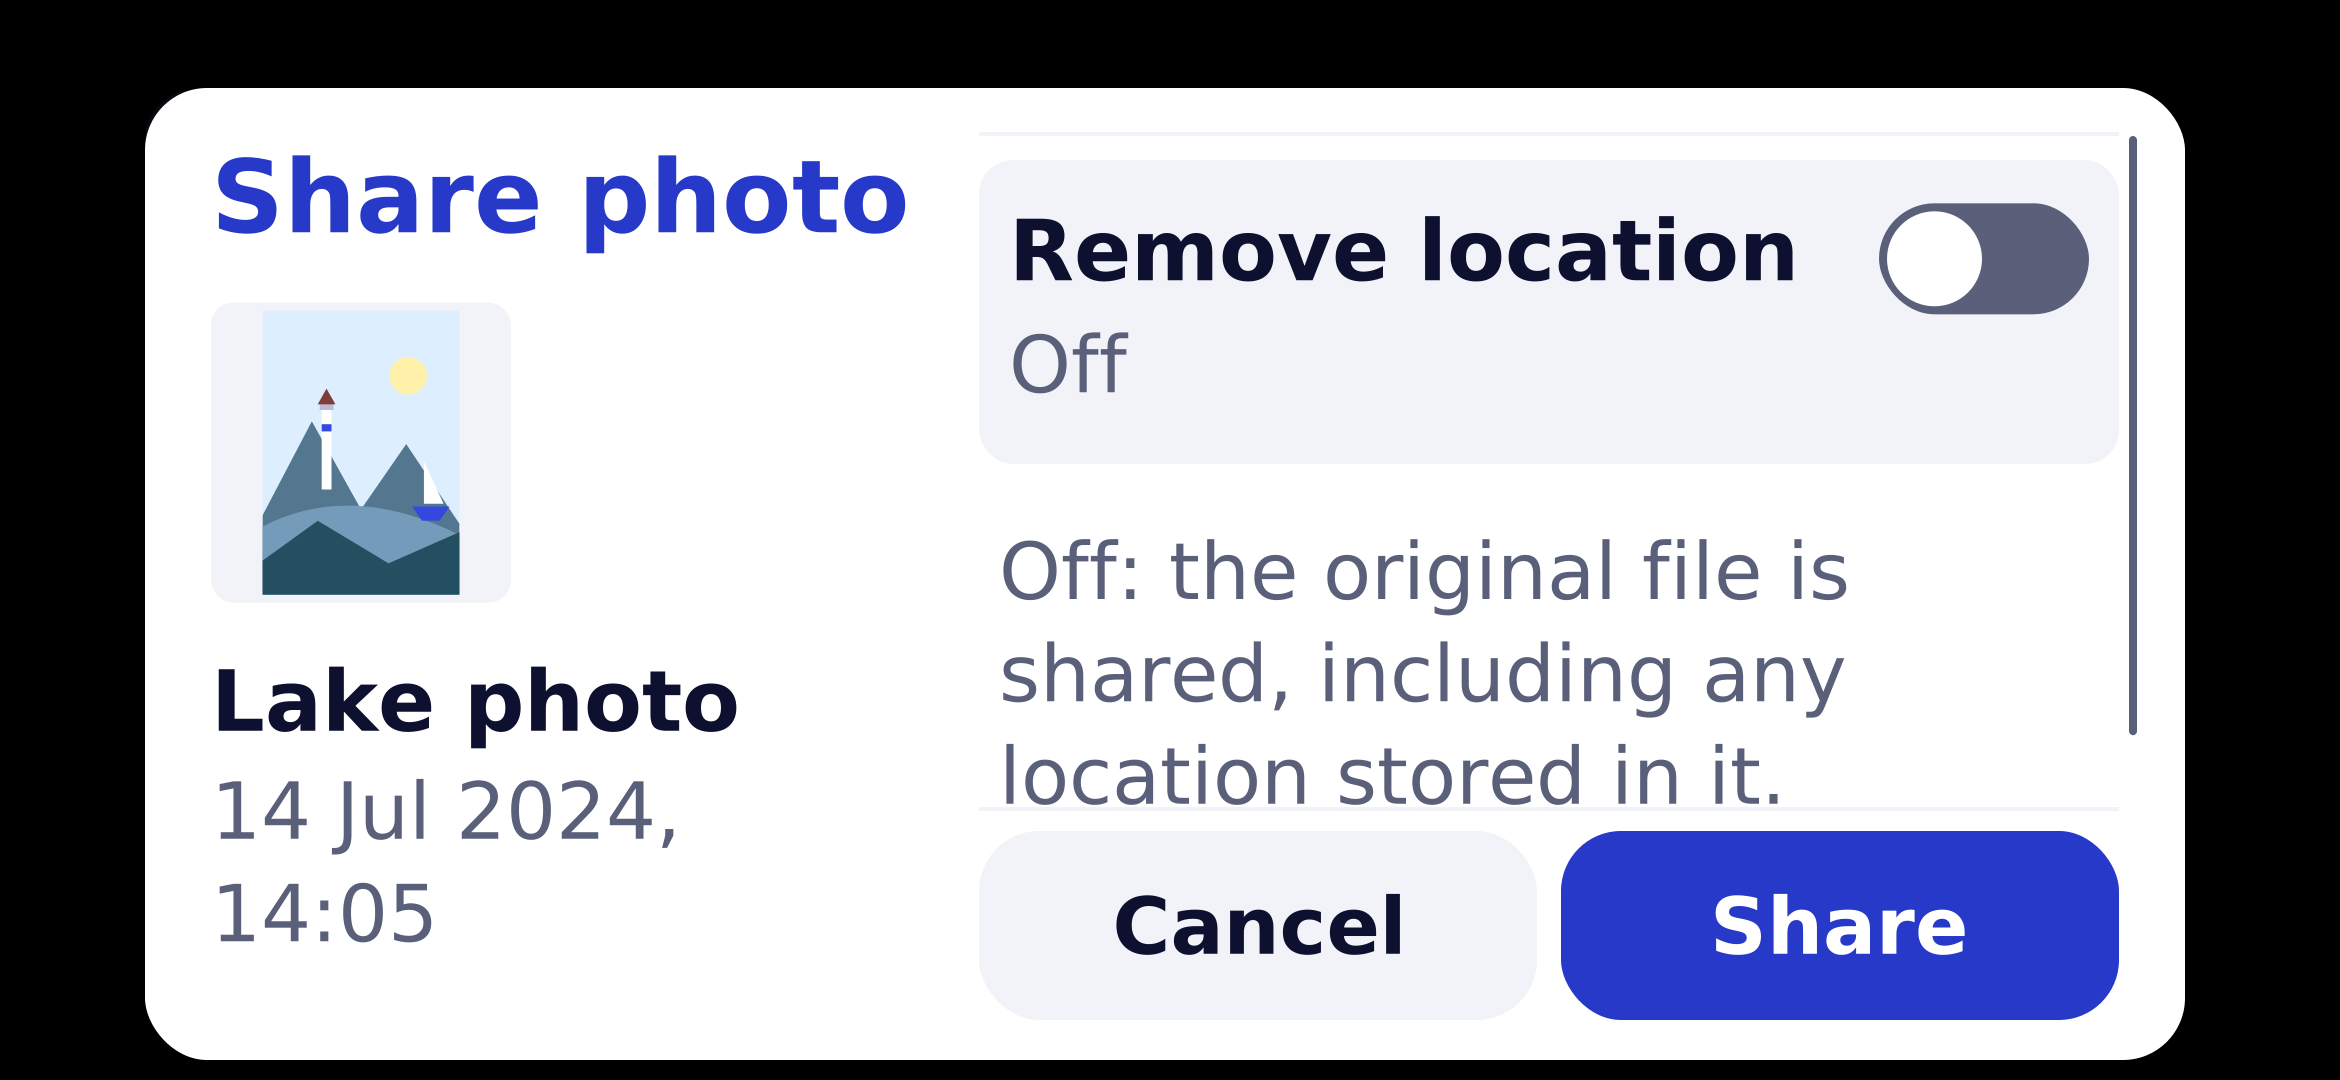 Share photo
Lake photo
14 Jul 2024,
14:05
Remove location
Off
Off: the original file is
shared, including any
location stored in it.
Cancel
Share